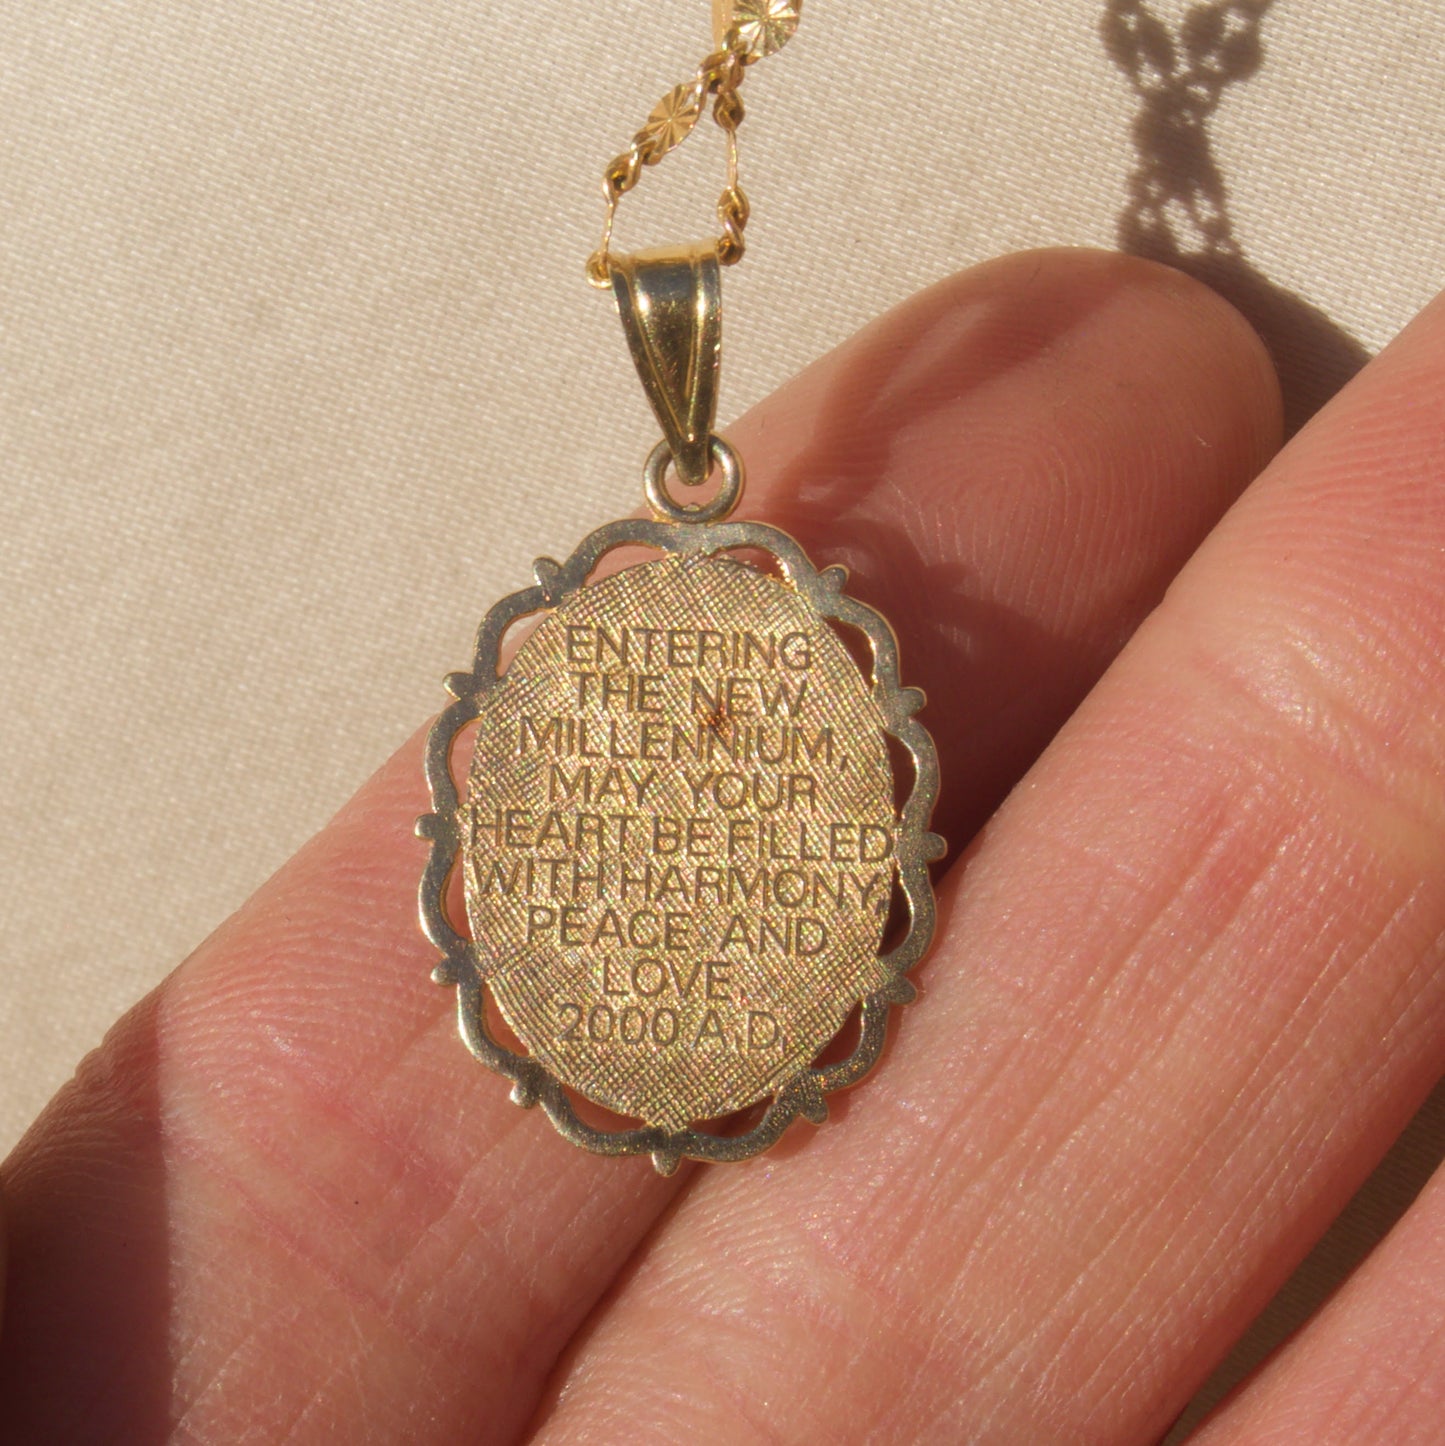 ENTERING
THE NEW
MILLENNIUM,
MAY YOUR
HEART BE FILLED
WITH HARMONY,
PEACE AND
LOVE,
2000 A.D,